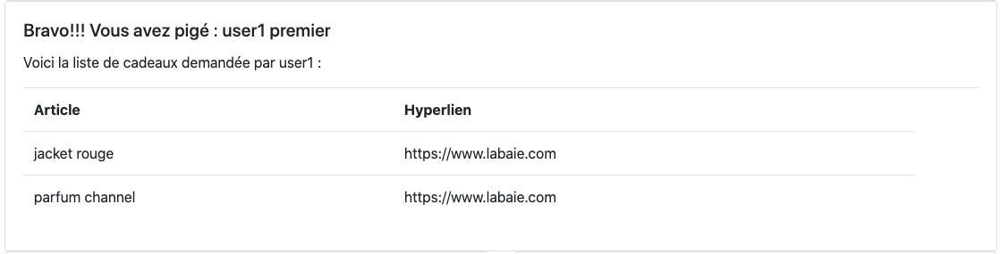 Bravo!!! Vous avez pigé : user1 premier
Voici la liste de cadeaux demandée par user1 :
Article Hyperlien
jacket rouge https://www.labaie.com
parfum channel https://www.labaie.com